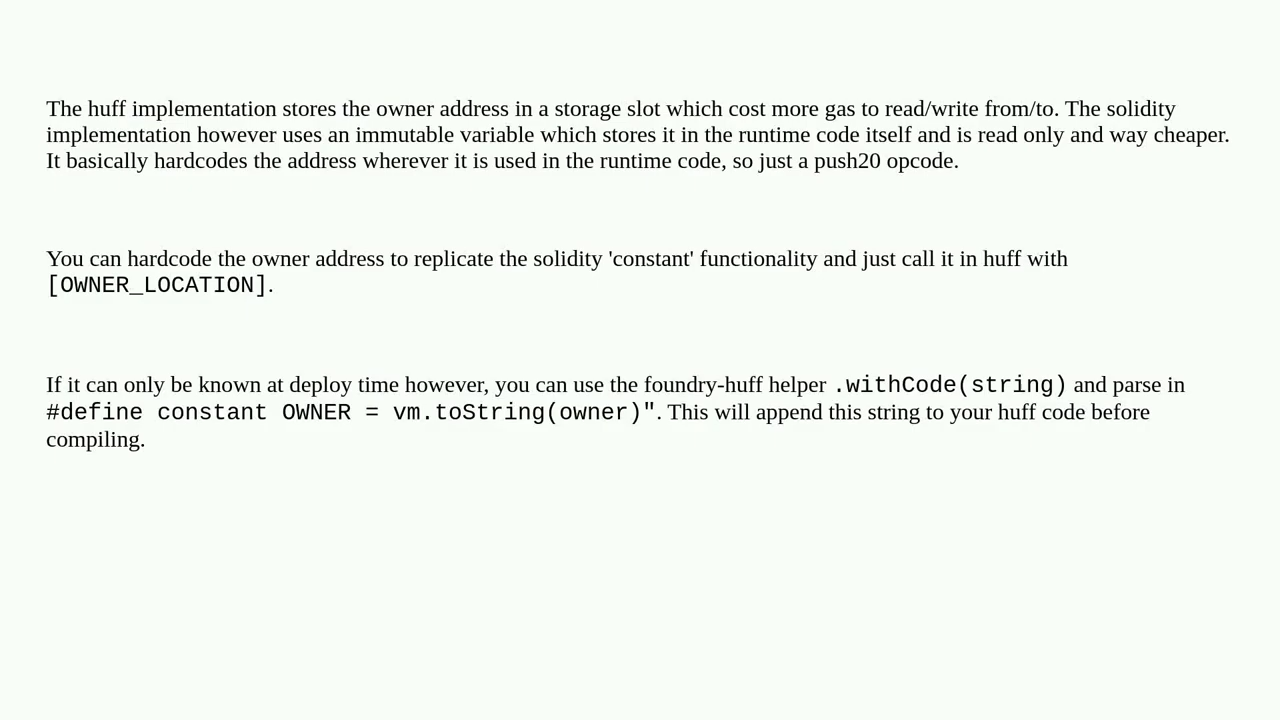 The huff implementation stores the owner address in a storage slot which cost more gas to read/write from/to. The solidity
implementation however uses an immutable variable which stores it in the runtime code itself and is read only and way cheaper.
It basically hardcodes the address wherever it is used in the runtime code, so just a push20 opcode.
You can hardcode the owner address to replicate the solidity 'constant' functionality and just call it in huff with
[OWNER_LOCATION].
If it can only be known at deploy time however, you can use the foundry-huff helper .withCode(string) and parse in
#define constant OWNER = vm.toString(owner)". This will append this string to your huff code before
compiling.